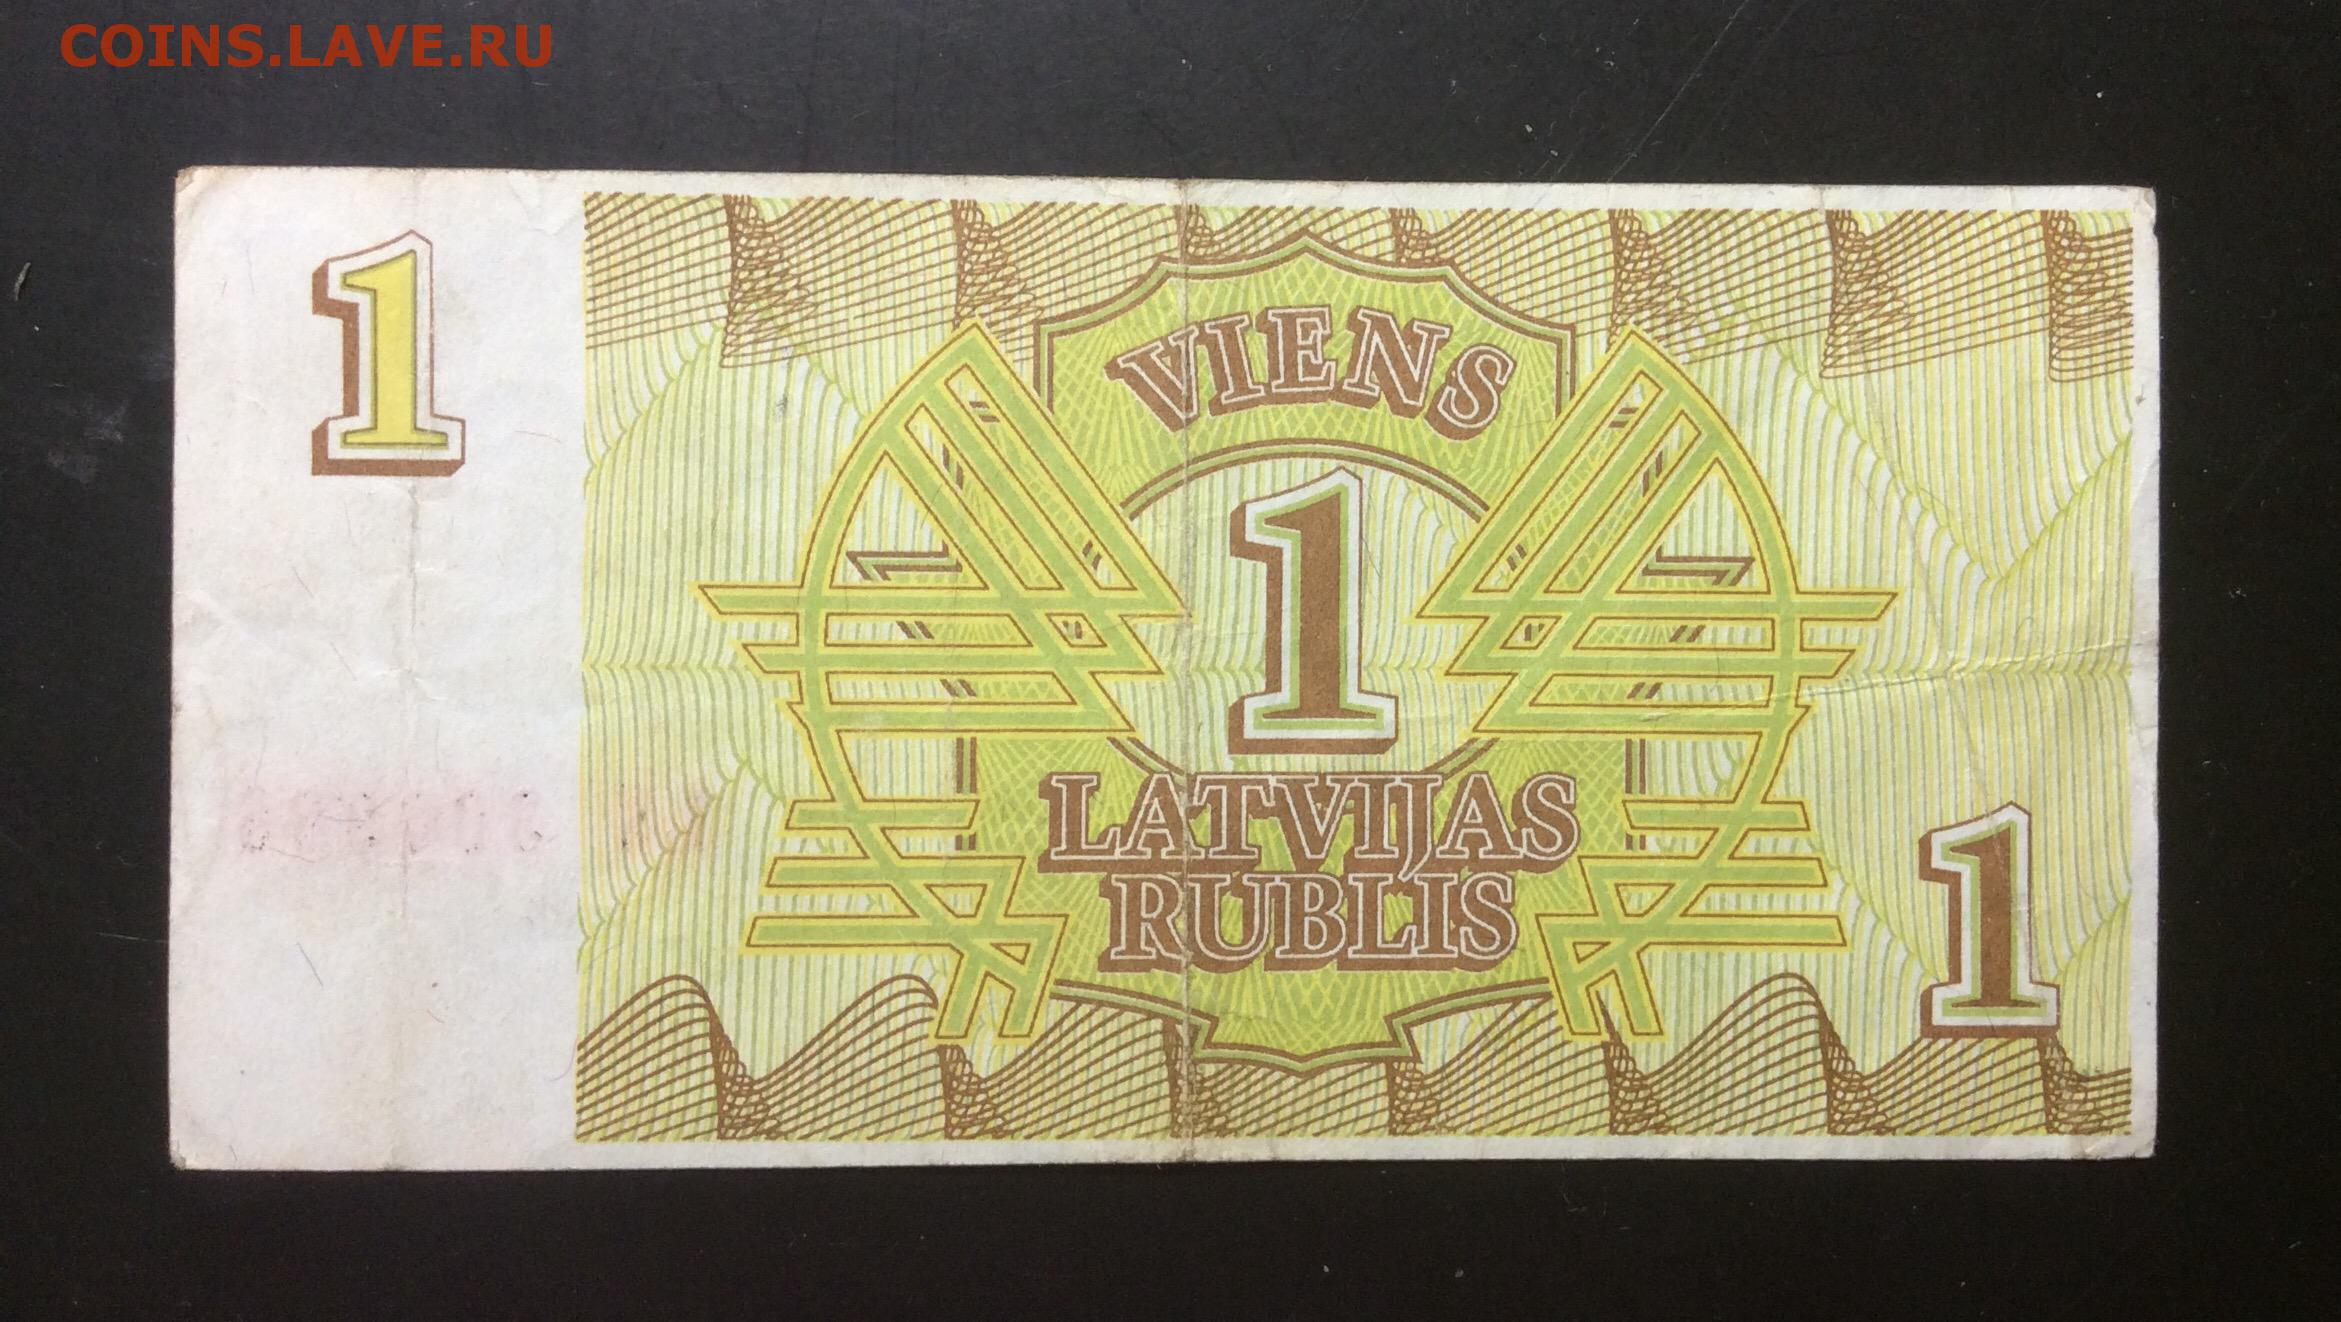 COINS.LAVE.RU
1
VIENS
1
LATVIJAS
RUBLIS
1